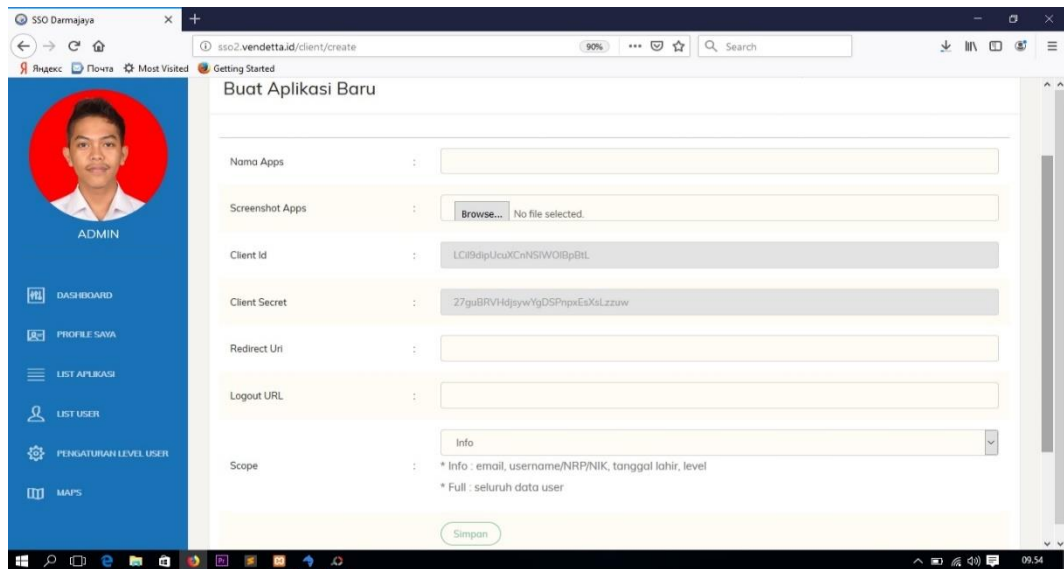 SSO Darmajaya
sso2.vendetta.id/client/create
90%
Search
Яндекс Почта Most Visited Getting Started
Buat Aplikasi Baru
Nama Apps :
Screenshot Apps : Browse... No file selected.
ADMIN
Client Id :
Client Secret :
DASHBOARD
PROFILE SAYA
Redirect Uri :
LIST APLIKASI
Logout URL :
LIST USER
Info
PENGATURAN LEVEL USER
Scope : * Info : email, username/NRP/NIK, tanggal lahir, level
* Full : seluruh data user
MAPS
Simpan
09.54